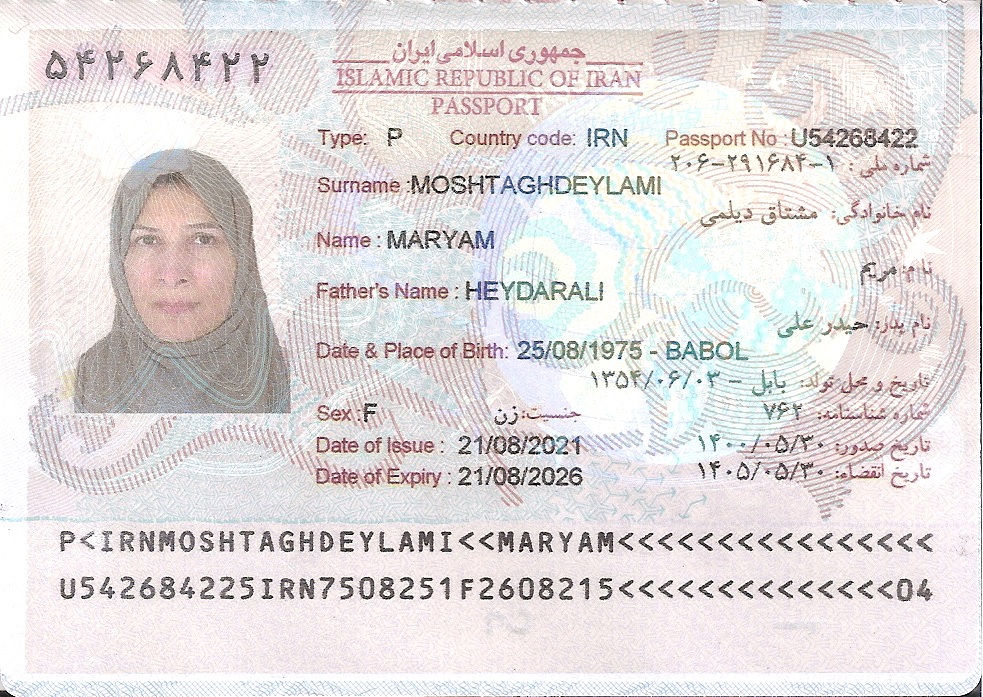 ۵۴۲۶۸۴۲۲
جمهوری اسلامی ایران
ISLAMIC REPUBLIC OF IRAN
PASSPORT
Type: P Country code: IRN Passport No : U54268422
شماره ملی : ۲۰۶-۲۹۱۶۸۴-۱
Surname : MOSHTAGHDEYLAMI
نام خانوادگی: مشتاق دیلمی
Name : MARYAM
نام: مریم
Father's Name : HEYDARALI
نام پدر: حیدر علی
Date & Place of Birth: 25/08/1975 - BABOL
تاریخ و محل تولد: بابل - ۱۳۵۴/۰۶/۰۳
Sex : F جنسیت: زن شماره شناسنامه: ۷۶۲
Date of Issue : 21/08/2021 تاریخ صدور: ۱۴۰۰/۰۵/۳۰
Date of Expiry : 21/08/2026 تاریخ انقضاء: ۱۴۰۵/۰۵/۳۰
P<IRNMOSHTAGHDEYLAMI<<MARYAM<<<<<<<<<<<<<<<<
U542684225IRN7508251F2608215<<<<<<<<<<<<<<04